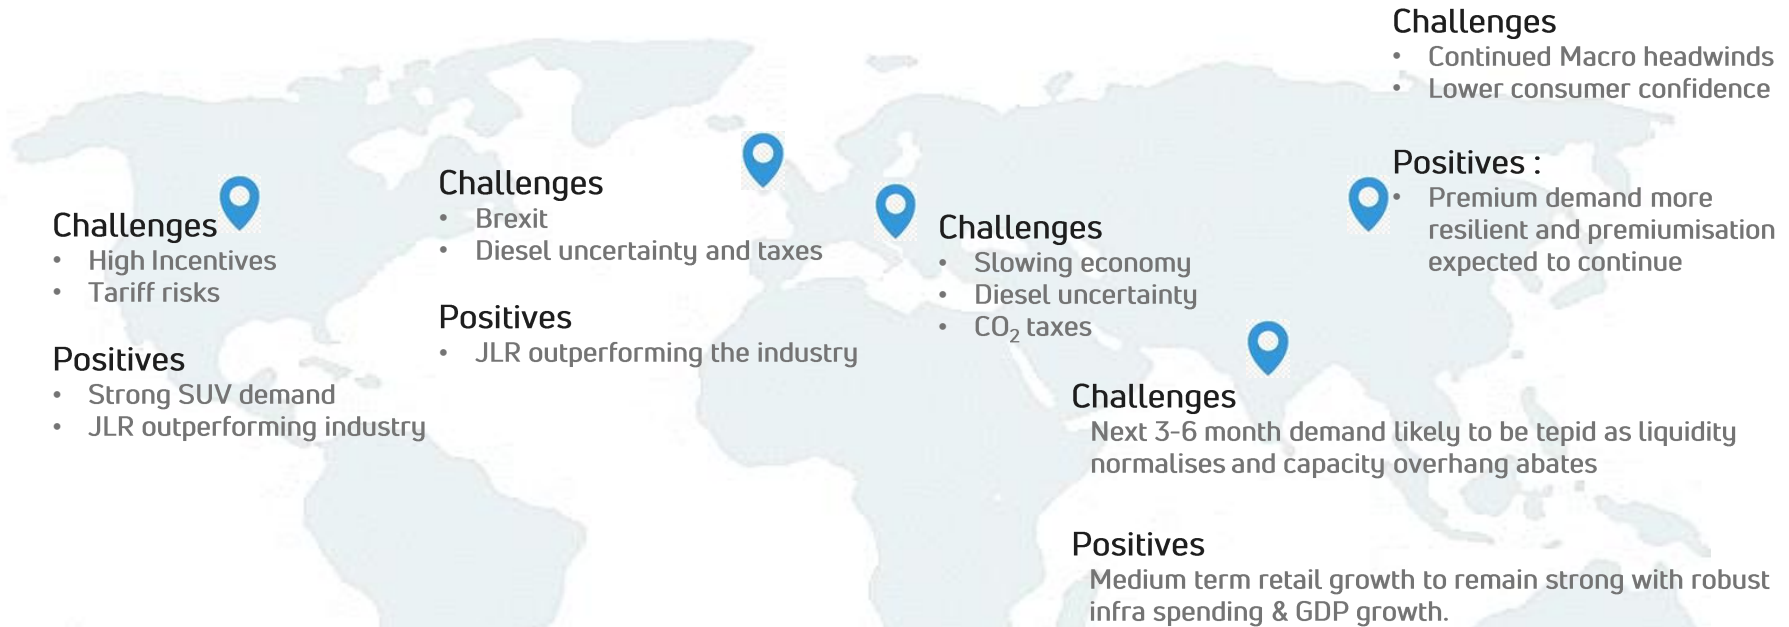 Challenges
• High Incentives
• Tariff risks
Positives
• Strong SUV demand
• JLR outperforming industry
Challenges
• Brexit
• Diesel uncertainty and taxes
Positives
• JLR outperforming the industry
Challenges
• Slowing economy
• Diesel uncertainty
• CO₂ taxes
Challenges
Next 3-6 month demand likely to be tepid as liquidity
normalises and capacity overhang abates
Positives
Medium term retail growth to remain strong with robust
infra spending & GDP growth.
Challenges
• Continued Macro headwinds
• Lower consumer confidence
Positives :
• Premium demand more
resilient and premiumisation
expected to continue